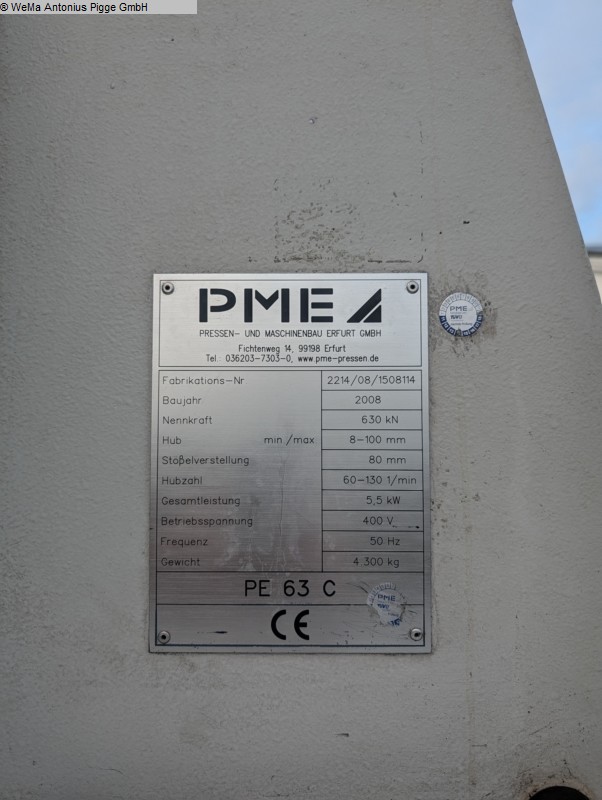 © WeMa Antonius Pigge GmbH
PME
PRESSEN- UND MASCHINENBAU ERFURT GMBH
Fichtenweg 14, 99198 Erfurt
Tel.: 036203-7303-0, www.pme-pressen.de
Fabrikations-Nr 2214/08/1508114
Baujahr 2008
Nennkraft 630 kN
Hub min./max 8-100 mm
Stößelverstellung 80 mm
Hubzahl 60-130 1/min
Gesamtleistung 5,5 kW
Betriebsspannung 400 V
Frequenz 50 Hz
Gewicht 4.300 kg
PE 63 C
CE
PME
PME